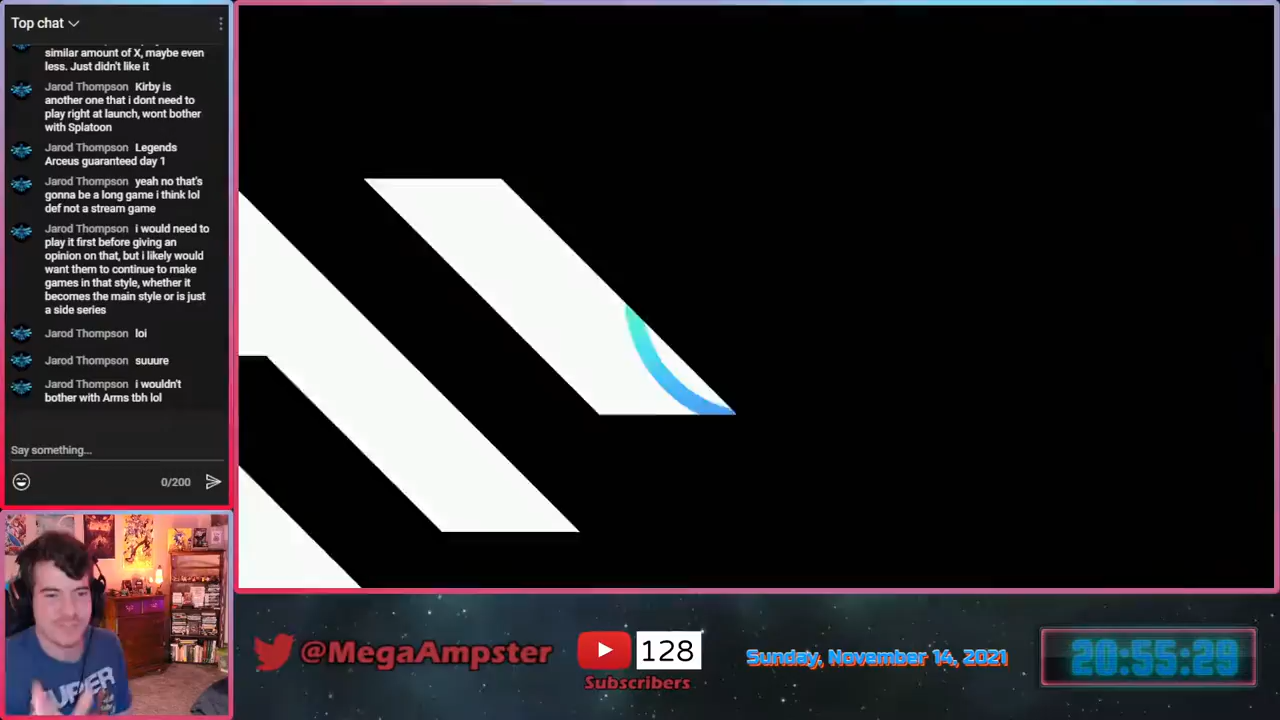 Top chat
similar amount of X, maybe even
less. Just didn't like it
Jarod Thompson Kirby is
another one that i dont need to
play right at launch, wont bother
with Splatoon
Jarod Thompson Legends
Arceus guaranteed day 1
Jarod Thompson yeah no that's
gonna be a long game i think lol
def not a stream game
Jarod Thompson i would need to
play it first before giving an
opinion on that, but i likely would
want them to continue to make
games in that style, whether it
becomes the main style or is just
a side series
Jarod Thompson loi
Jarod Thompson suuure
Jarod Thompson i wouldn't
bother with Arms tbh lol
Say something...
0/200
@MegaAmpster
128
Subscribers
Sunday, November 14, 2021
20:55:29